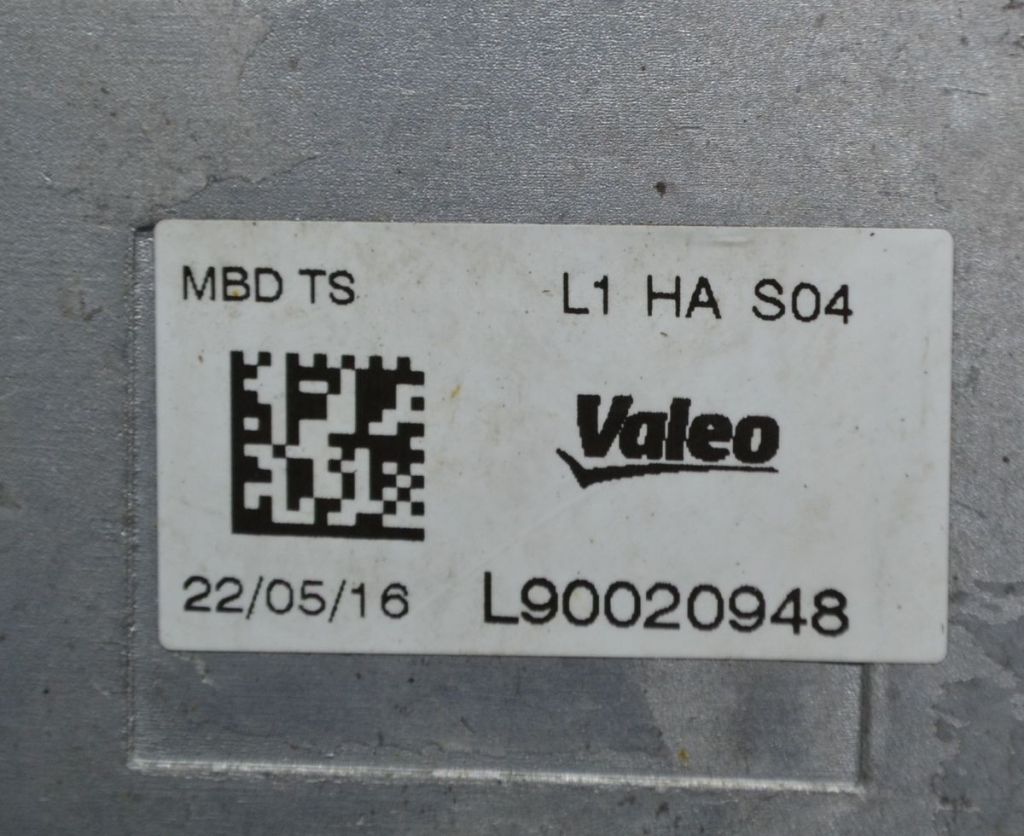 MBD TS
L1 HA S04
Valeo
22/05/16
L90020948